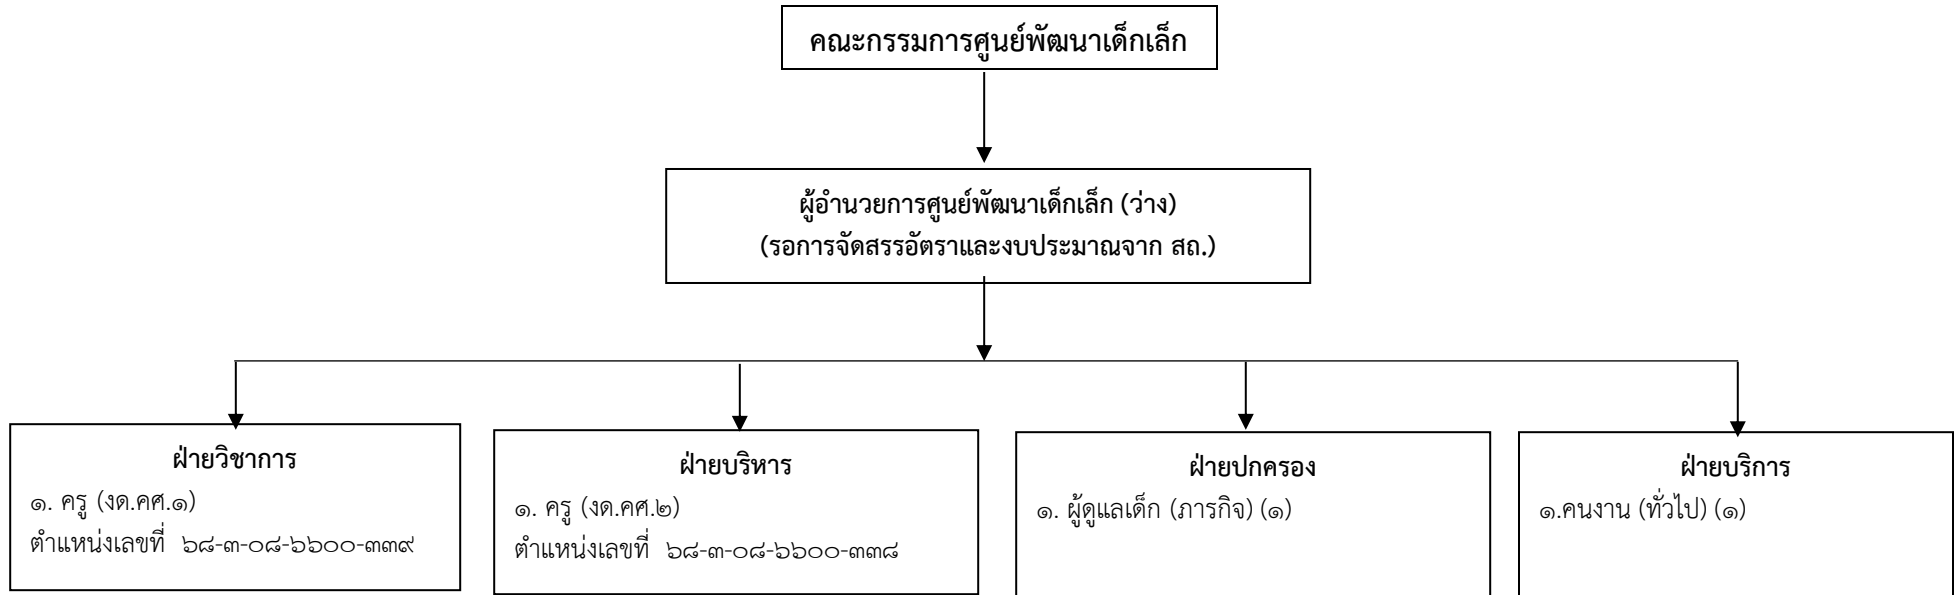 คณะกรรมการศูนย์พัฒนาเด็กเล็ก
ผู้อำนวยการศูนย์พัฒนาเด็กเล็ก (ว่าง)
(รอการจัดสรรอัตราและงบประมาณจาก สถ.)
ฝ่ายวิชาการ
๑. ครู (งด.คศ.๑)
ตำแหน่งเลขที่ ๖๘-๓-๐๘-๖๖๐๐-๓๓๙
ฝ่ายบริหาร
๑. ครู (งด.คศ.๒)
ตำแหน่งเลขที่ ๖๘-๓-๐๘-๖๖๐๐-๓๓๘
ฝ่ายปกครอง
๑. ผู้ดูแลเด็ก (ภารกิจ) (๑)
ฝ่ายบริการ
๑.คนงาน (ทั่วไป) (๑)